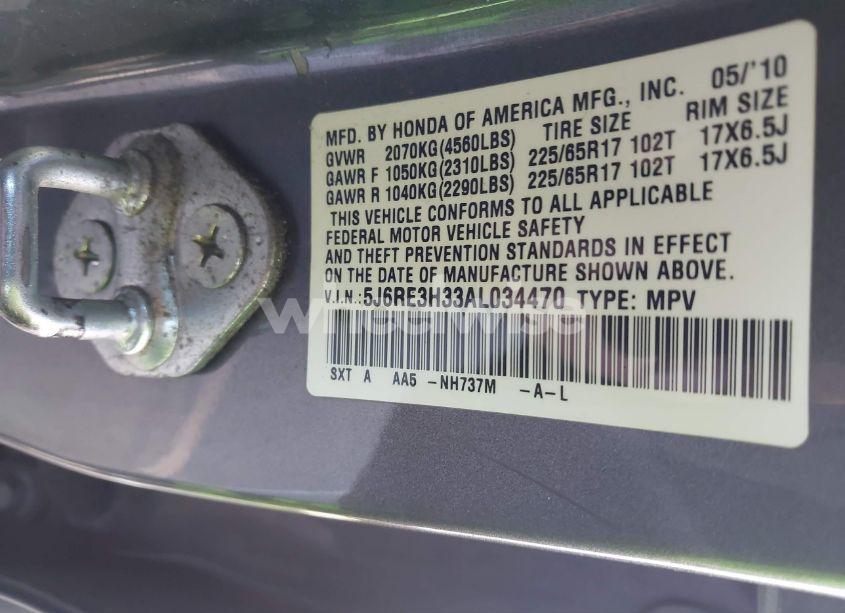 MFD. BY HONDA OF AMERICA MFG., INC. 05/'10
GVWR 2070KG(4560LBS) TIRE SIZE RIM SIZE
GAWR F 1050KG(2310LBS) 225/65R17 102T 17X6.5J
GAWR R 1040KG(2290LBS) 225/65R17 102T 17X6.5J
THIS VEHICLE CONFORMS TO ALL APPLICABLE
FEDERAL MOTOR VEHICLE SAFETY
AND THEFT PREVENTION STANDARDS IN EFFECT
ON THE DATE OF MANUFACTURE SHOWN ABOVE.
V.I.N.:5J6RE3H33AL034470 TYPE: MPV
wheelwise
SXT A AA5 -NH737M -A-L